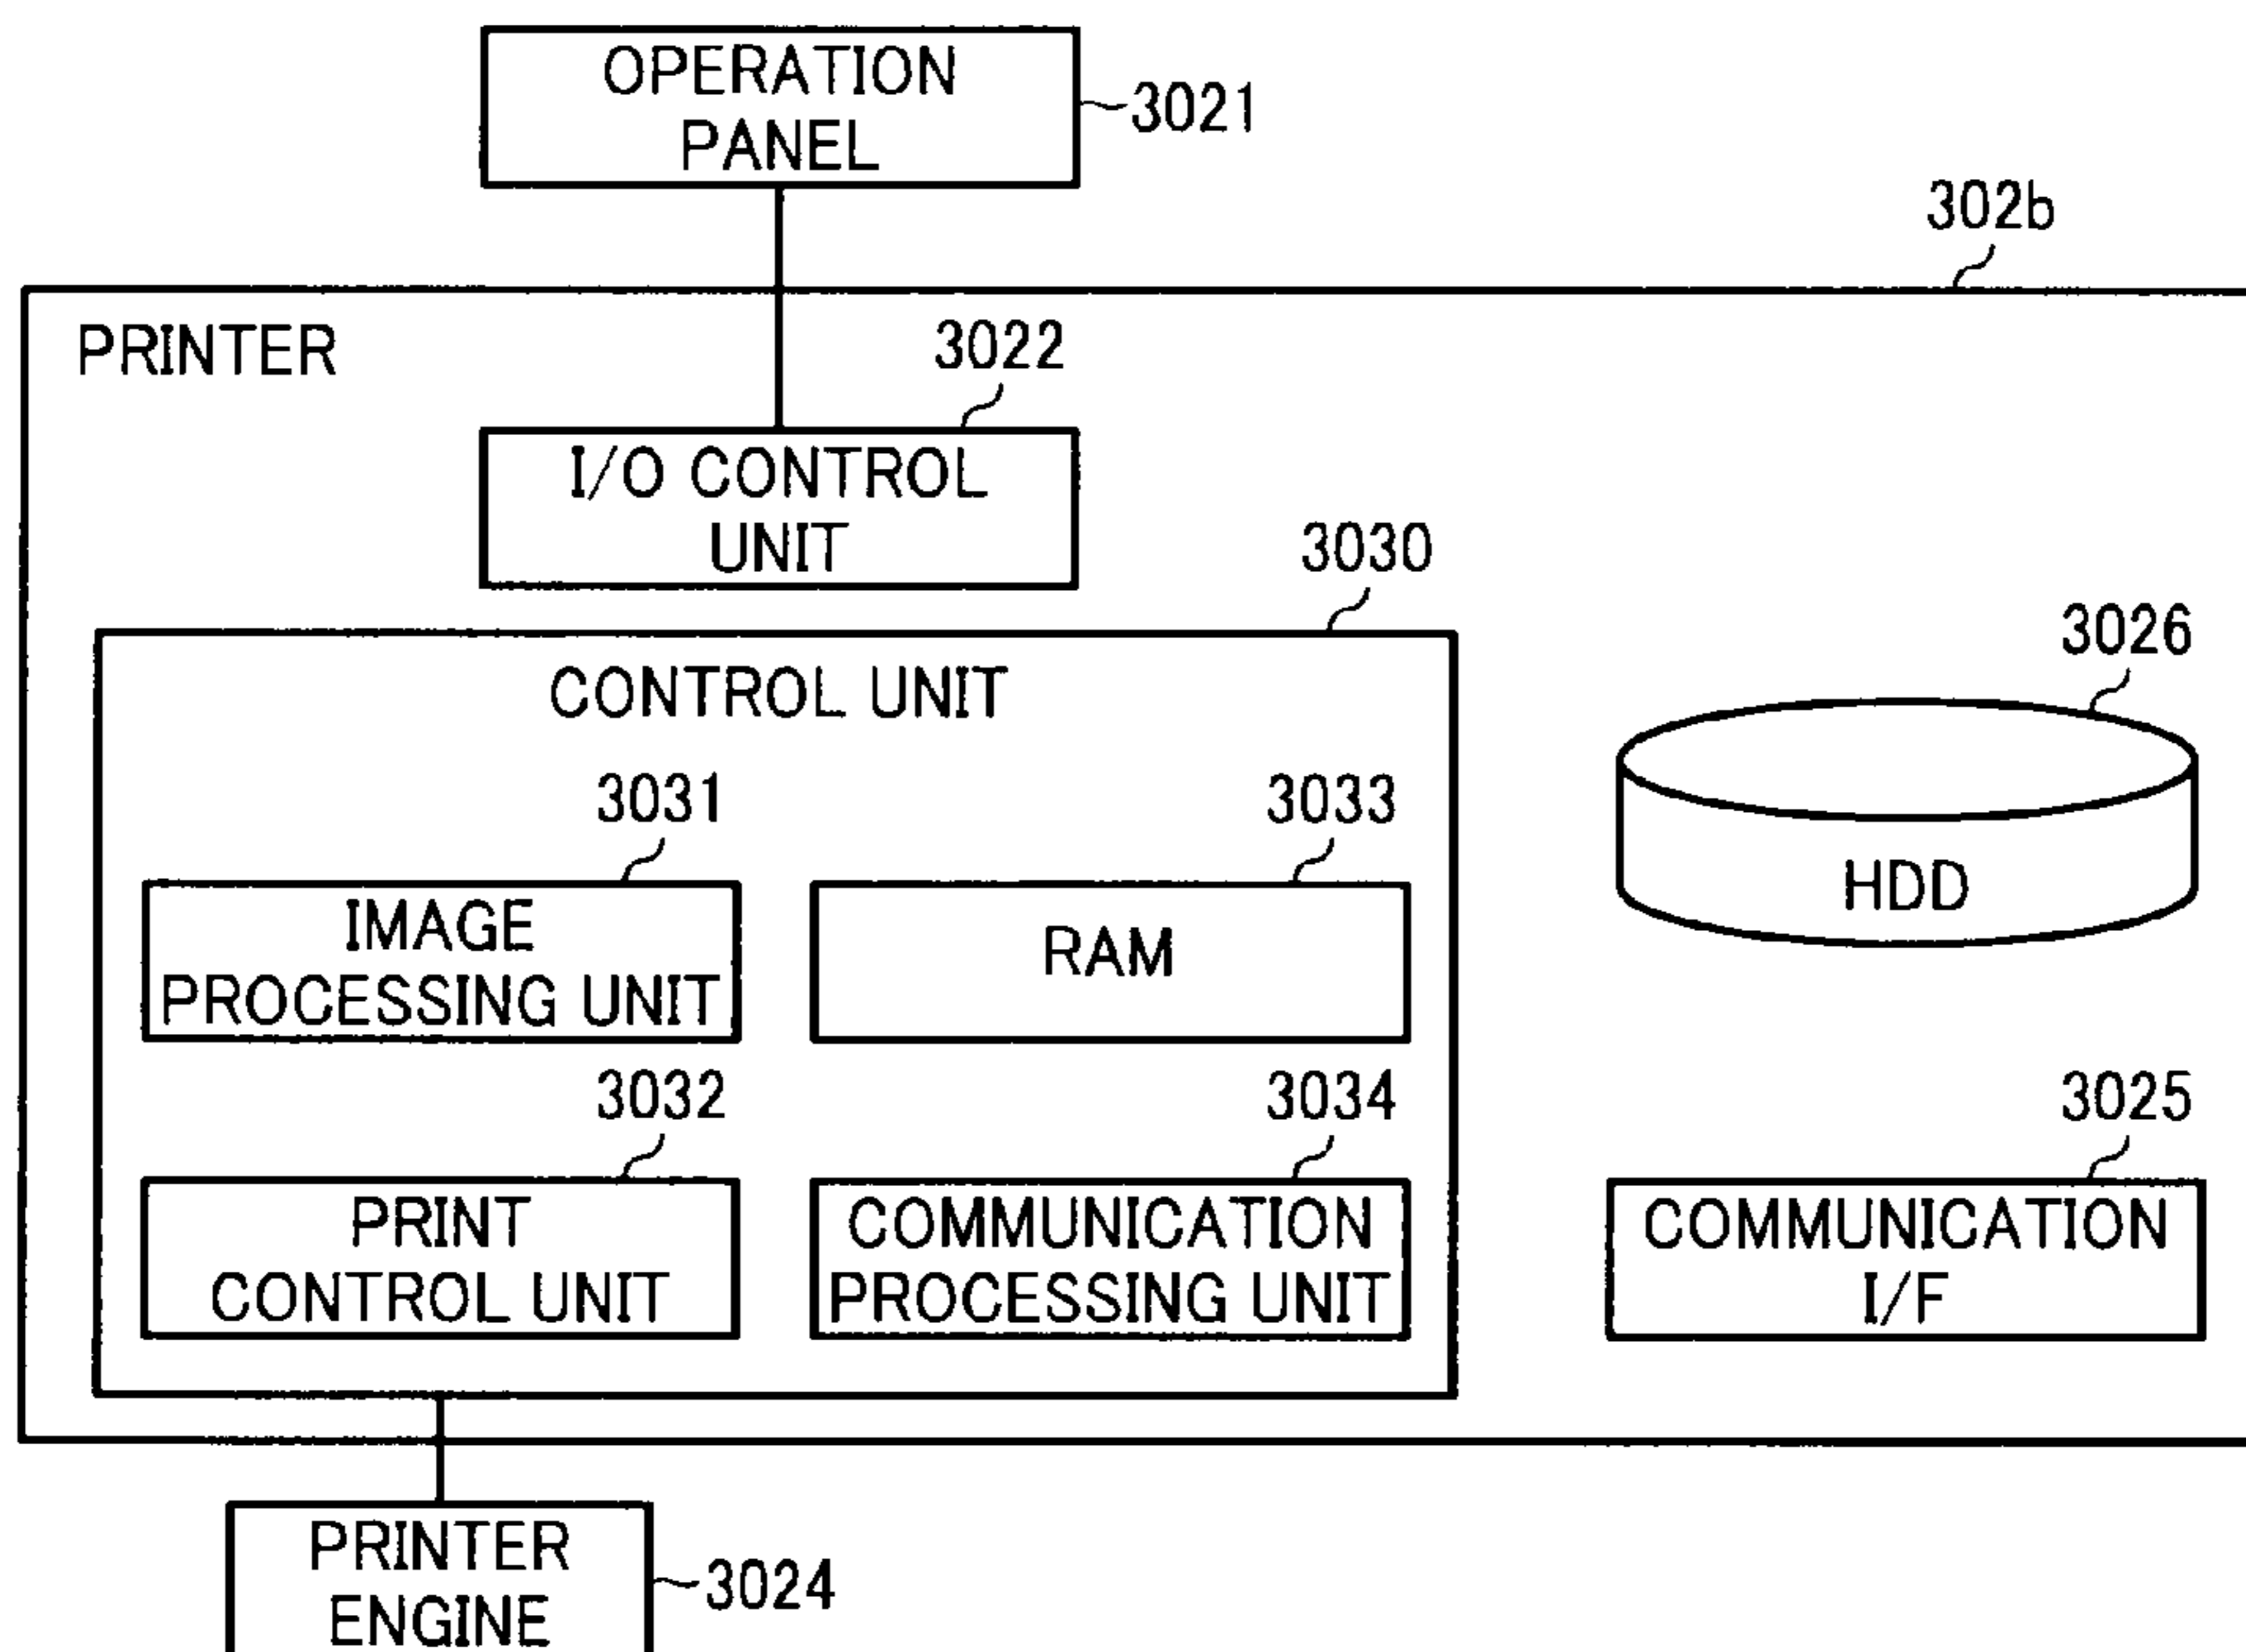 OPERATION
PANEL
3021
302b
PRINTER
3022
I/O CONTROL
UNIT
3030
3026
CONTROL UNIT
3031
3033
IMAGE
PROCESSING UNIT
RAM
HDD
3032
3034
3025
PRINT
CONTROL UNIT
COMMUNICATION
PROCESSING UNIT
COMMUNICATION
I/F
PRINTER
ENGINE
3024